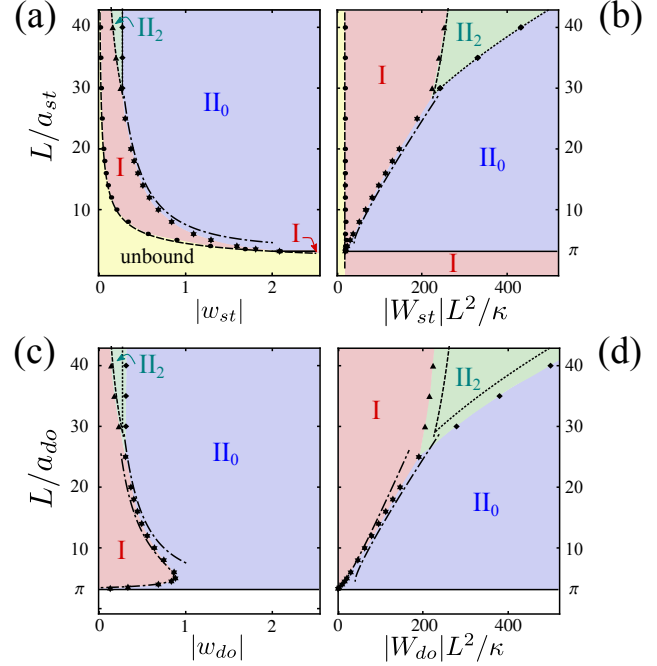 (a)
(b)
II₂
I
II₀
unbound
I
L/a_st
40
30
20
10
0
1
2
|w_st|
I
II₂
II₀
I
40
30
20
10
π
0
200
400
|W_st|L²/κ
(c)
(d)
II₂
I
II₀
L/a_do
40
30
20
10
π
0
1
2
|w_do|
I
II₂
II₀
40
30
20
10
π
0
200
400
|W_do|L²/κ